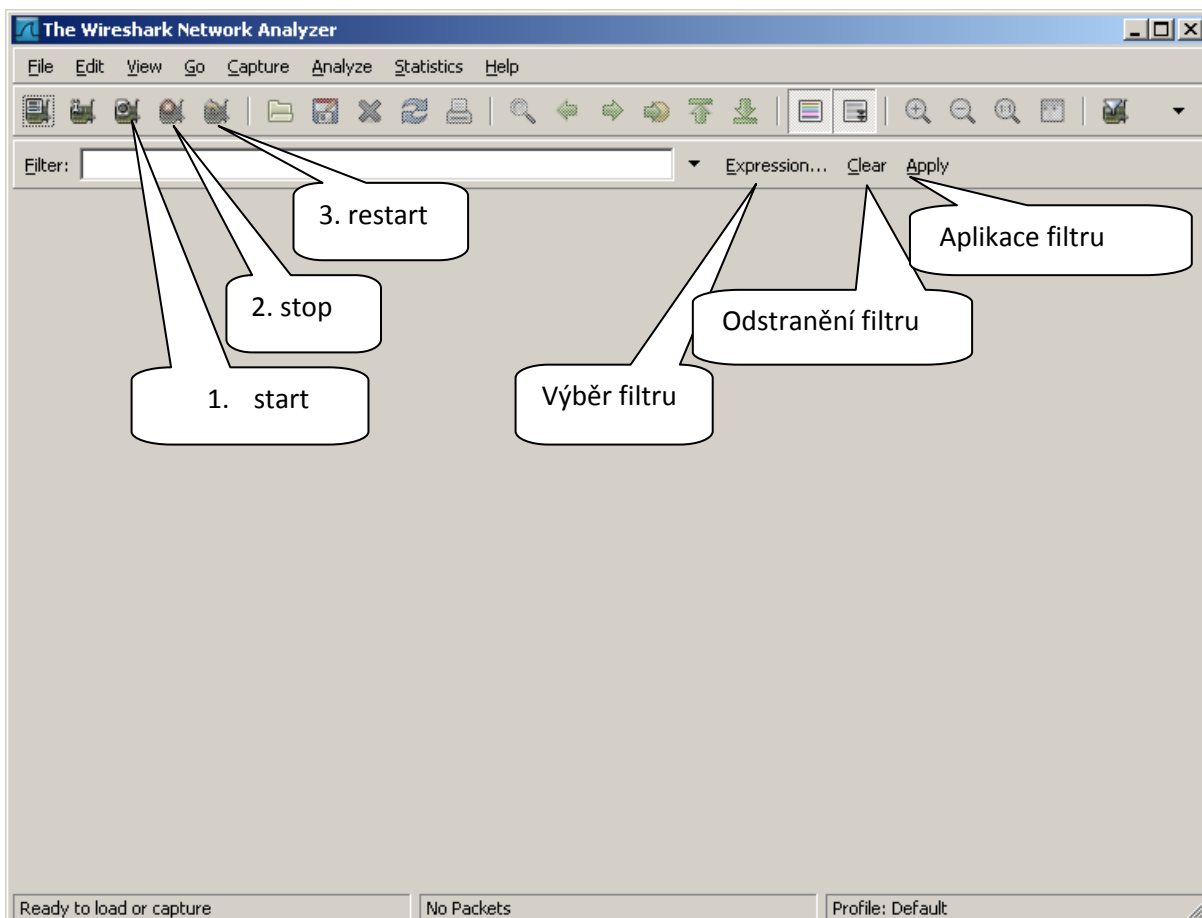 The Wireshark Network Analyzer
File Edit View Go Capture Analyze Statistics Help
Filter: Expression... Clear Apply
3. restart
Aplikace filtru
2. stop
Odstranění filtru
1. start
Výběr filtru
Ready to load or capture No Packets Profile: Default